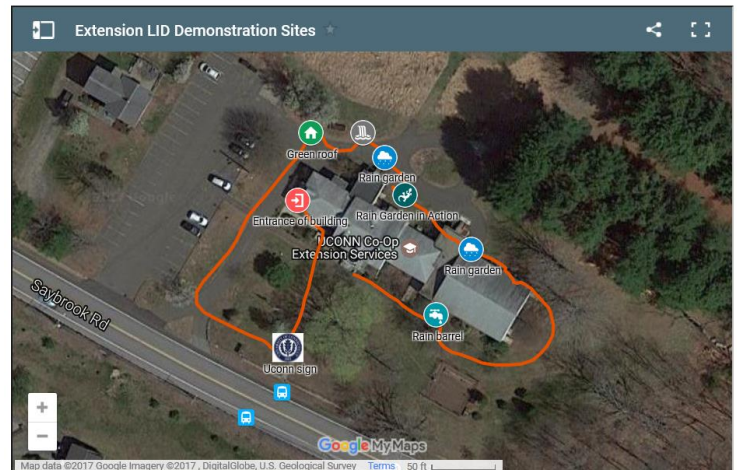 Extension LID Demonstration Sites
Green roof
Rain garden
Entrance of building
Rain Garden in Action
UCONN Co-Op
Extension Services
Rain garden
Saybrook Rd
Rain barrel
Uconn sign
+
−
Google My Maps
Map data ©2017 Google Imagery ©2017 , DigitalGlobe, U.S. Geological Survey Terms 50 ft